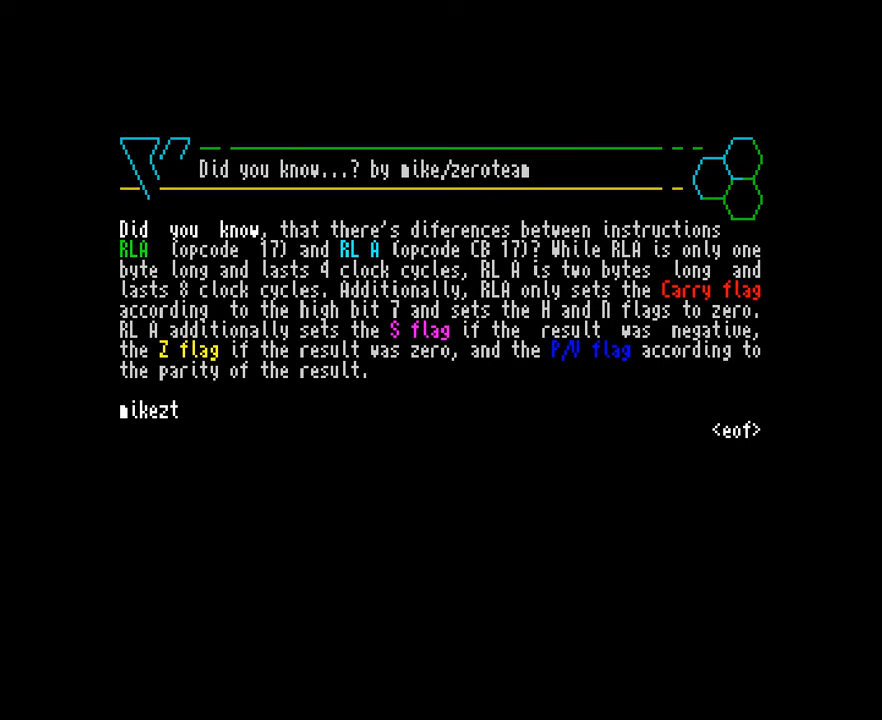 Did you know...? by mike/zeroteam
Did you know, that there's diferences between instructions
RLA (opcode 17) and RL A (opcode CB 17)? While RLA is only one
byte long and lasts 4 clock cycles, RL A is two bytes long and
lasts 8 clock cycles. Additionally, RLA only sets the Carry flag
according to the high bit 7 and sets the H and N flags to zero.
RL A additionally sets the S flag if the result was negative,
the Z flag if the result was zero, and the P/V flag according to
the parity of the result.
mikezt
<eof>